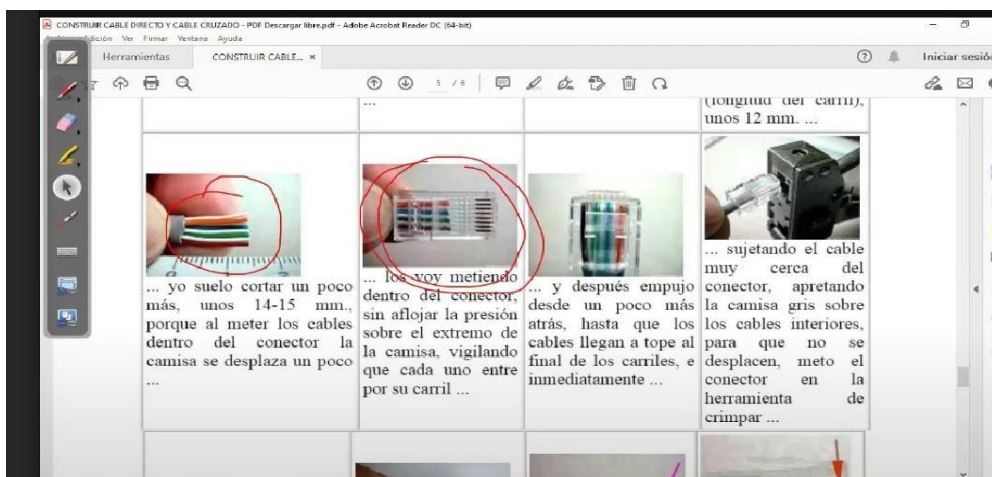 CONSTRUIR CABLE DIRECTO Y CABLE CRUZADO - PDF Descargar libre.pdf - Adobe Acrobat Reader DC (64-bit)
Edición Ver Firmar Ventana Ayuda
Herramientas
CONSTRUIR CABLE... ×
Iniciar sesió
5 / 6
...
(longitud del carril),
unos 12 mm. ...
... yo suelo cortar un poco
más, unos 14-15 mm.,
porque al meter los cables
dentro del conector la
camisa se desplaza un poco
...
... los voy metiendo
dentro del conector,
sin aflojar la presión
sobre el extremo de
la camisa, vigilando
que cada uno entre
por su carril ...
... y después empujo
desde un poco más
atrás, hasta que los
cables llegan a tope al
final de los carriles, e
inmediatamente ...
... sujetando el cable
muy cerca del
conector, apretando
la camisa gris sobre
los cables interiores,
para que no se
desplacen, meto el
conector en la
herramienta de
crimpar ...